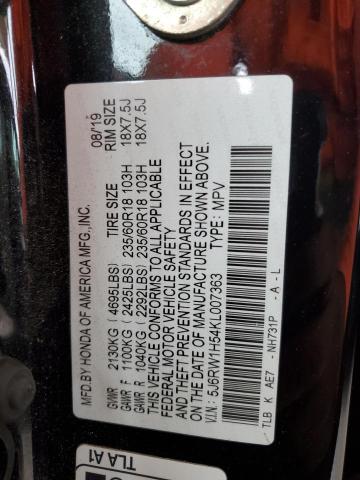 MFD.BY HONDA OF AMERICA MFG.,INC. 08/19
TIRE SIZE RIM SIZE
GVWR 2130KG (4695LBS)
GAWR F 1100KG (2425LBS) 235/60R18 103H 18X7.5J
GAWR R 1040KG (2292LBS) 235/60R18 103H 18X7.5J
THIS VEHICLE CONFORMS TO ALL APPLICABLE
FEDERAL MOTOR VEHICLE SAFETY
AND THEFT PREVENTION STANDARDS IN EFFECT
ON THE DATE OF MANUFACTURE SHOWN ABOVE.
V.I.N.: 5J6RW1H54KL007363 TYPE: MPV
TLB K AE7 - NH731P - A - L
TLA A1